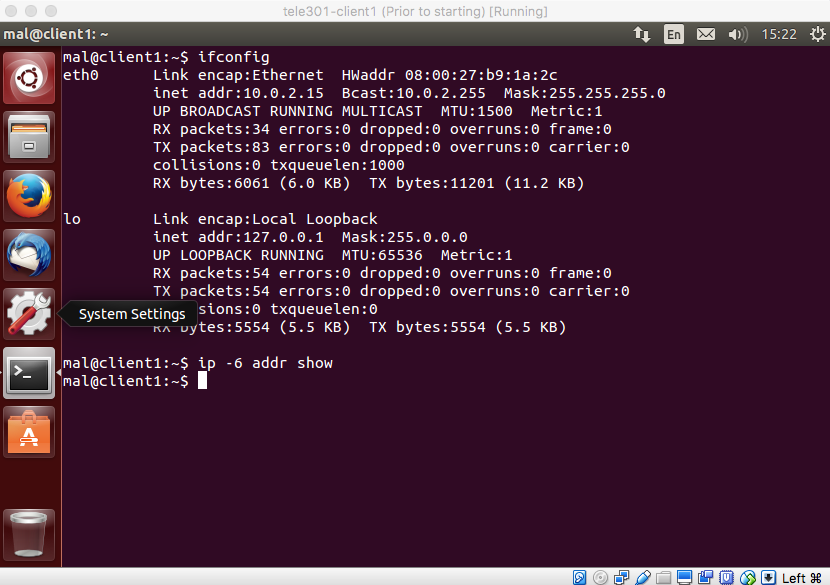 tele301-client1 (Prior to starting) [Running]
mal@client1: ~
En
15:22
mal@client1:~$ ifconfig
eth0      Link encap:Ethernet  HWaddr 08:00:27:b9:1a:2c
          inet addr:10.0.2.15  Bcast:10.0.2.255  Mask:255.255.255.0
          UP BROADCAST RUNNING MULTICAST  MTU:1500  Metric:1
          RX packets:34 errors:0 dropped:0 overruns:0 frame:0
          TX packets:83 errors:0 dropped:0 overruns:0 carrier:0
          collisions:0 txqueuelen:1000
          RX bytes:6061 (6.0 KB)  TX bytes:11201 (11.2 KB)
lo        Link encap:Local Loopback
          inet addr:127.0.0.1  Mask:255.0.0.0
          UP LOOPBACK RUNNING  MTU:65536  Metric:1
          RX packets:54 errors:0 dropped:0 overruns:0 frame:0
          TX packets:54 errors:0 dropped:0 overruns:0 carrier:0
System Settings
isions:0 txqueuelen:0
          RX bytes:5554 (5.5 KB)  TX bytes:5554 (5.5 KB)
mal@client1:~$ ip -6 addr show
mal@client1:~$
Left ⌘